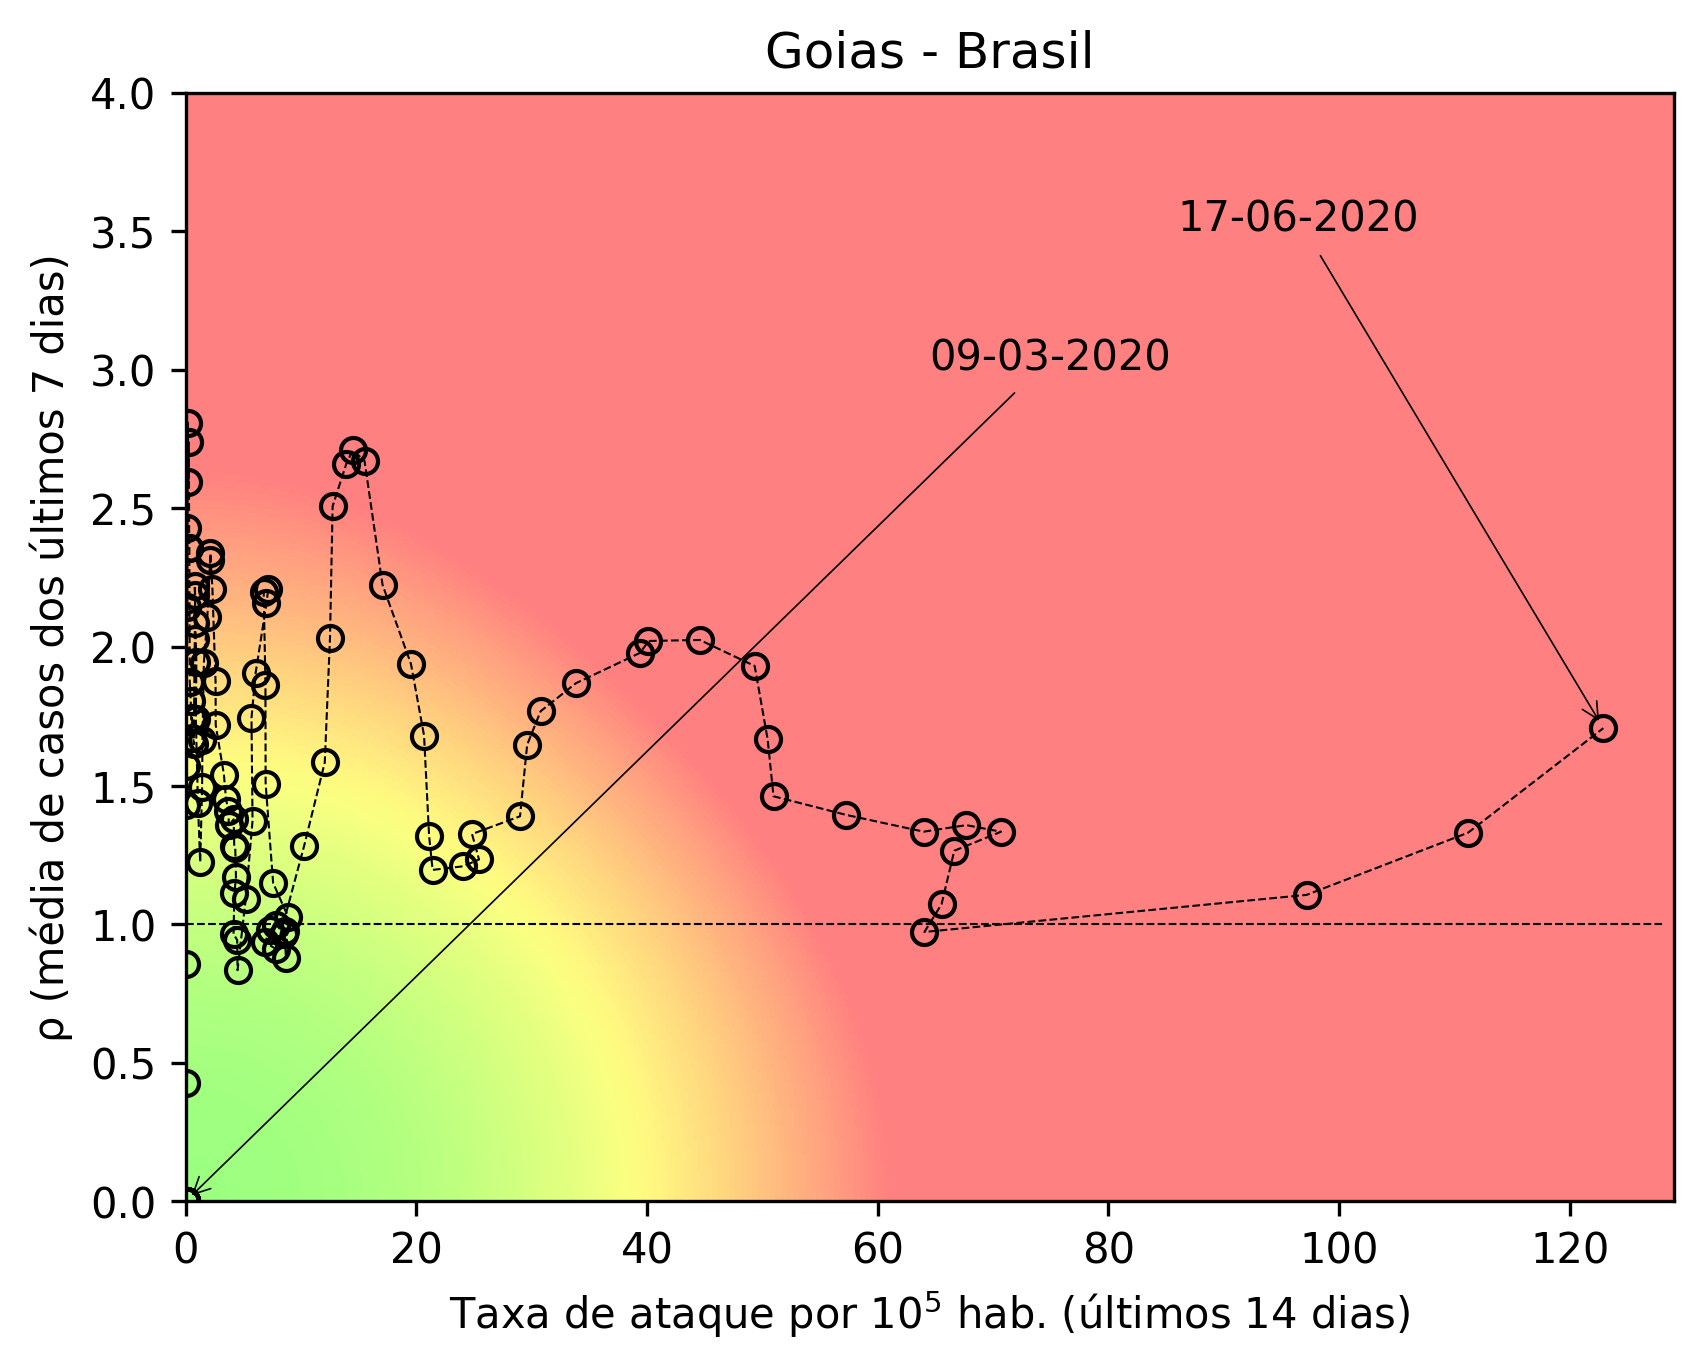 Goias - Brasil
4.0
3.5
3.0
2.5
2.0
1.5
1.0
0.5
0.0
ρ (média de casos dos últimos 7 dias)
17-06-2020
09-03-2020
0 20 40 60 80 100 120
Taxa de ataque por 10⁵ hab. (últimos 14 dias)